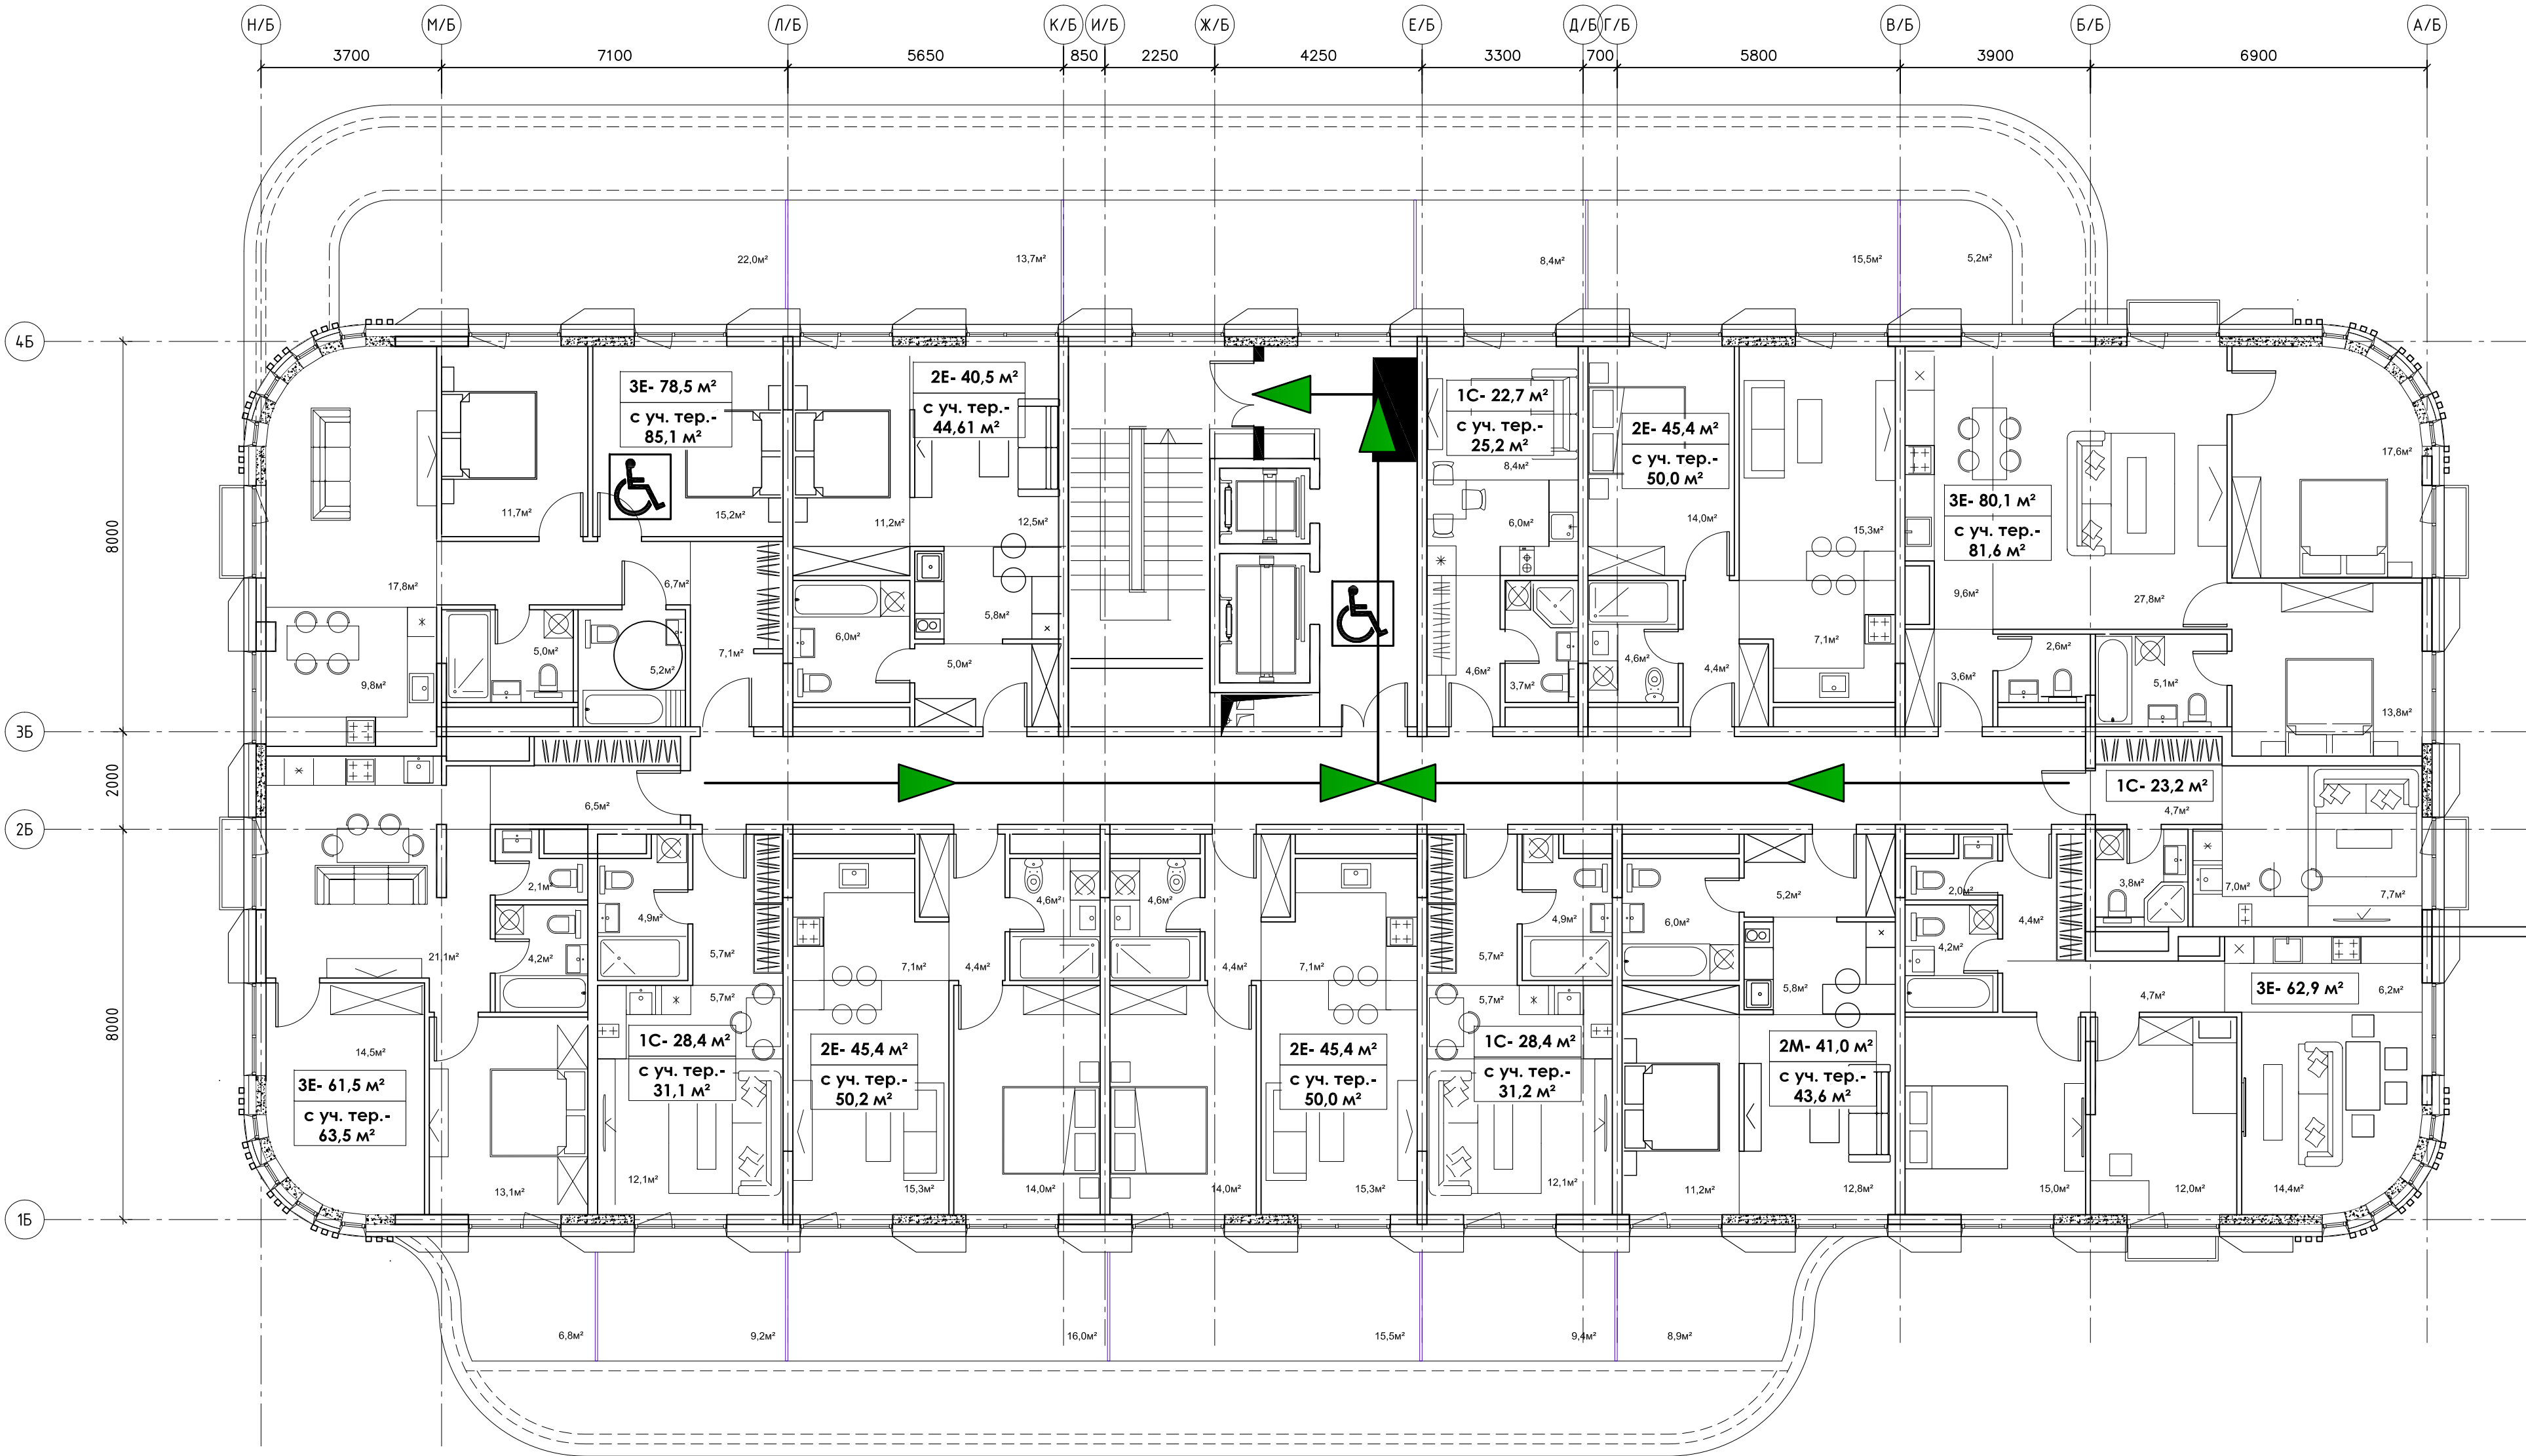 Н/Б М/Б Л/Б К/Б И/Б Ж/Б Е/Б Д/Б Г/Б В/Б Б/Б А/Б
3700 7100 5650 850 2250 4250 3300 700 5800 3900 6900
22,0м² 13,7м² 8,4м² 15,5м² 5,2м²
4Б
3Е- 78,5 м²
с уч. тер.-
85,1 м²
2Е- 40,5 м²
с уч. тер.-
44,61 м²
1С- 22,7 м²
с уч. тер.-
25,2 м²
2Е- 45,4 м²
с уч. тер.-
50,0 м²
3Е- 80,1 м²
с уч. тер.-
81,6 м²
8,4м²
17,6м²
11,7м² 15,2м² 11,2м² 12,5м² 6,0м² 14,0м² 15,3м²
8000
17,8м² 6,7м² 5,8м² 9,6м² 27,8м²
5,0м² 5,2м² 7,1м² 6,0м² 5,0м² 4,6м² 3,7м² 4,6м² 4,4м² 7,1м² 3,6м² 2,6м² 5,1м²
9,8м² 13,8м²
3Б
2000
1С- 23,2 м²
6,5м² 4,7м²
2Б
2,1м² 4,9м² 4,6м² 4,6м² 4,9м² 6,0м² 5,2м² 2,0м² 4,4м² 3,8м² 7,0м² 7,7м²
21,1м² 4,2м² 5,7м² 7,1м² 4,4м² 4,4м² 7,1м² 5,7м² 5,8м² 4,2м²
5,7м² 5,7м² 4,7м² 6,2м²
3Е- 62,9 м²
8000
14,5м²
3Е- 61,5 м²
с уч. тер.-
63,5 м²
1С- 28,4 м²
с уч. тер.-
31,1 м²
2Е- 45,4 м²
с уч. тер.-
50,2 м²
2Е- 45,4 м²
с уч. тер.-
50,0 м²
1С- 28,4 м²
с уч. тер.-
31,2 м²
2М- 41,0 м²
с уч. тер.-
43,6 м²
13,1м² 12,1м² 15,3м² 14,0м² 14,0м² 15,3м² 12,1м² 11,2м² 12,8м² 15,0м² 12,0м² 14,4м²
1Б
6,8м² 9,2м² 16,0м² 15,5м² 9,4м² 8,9м²